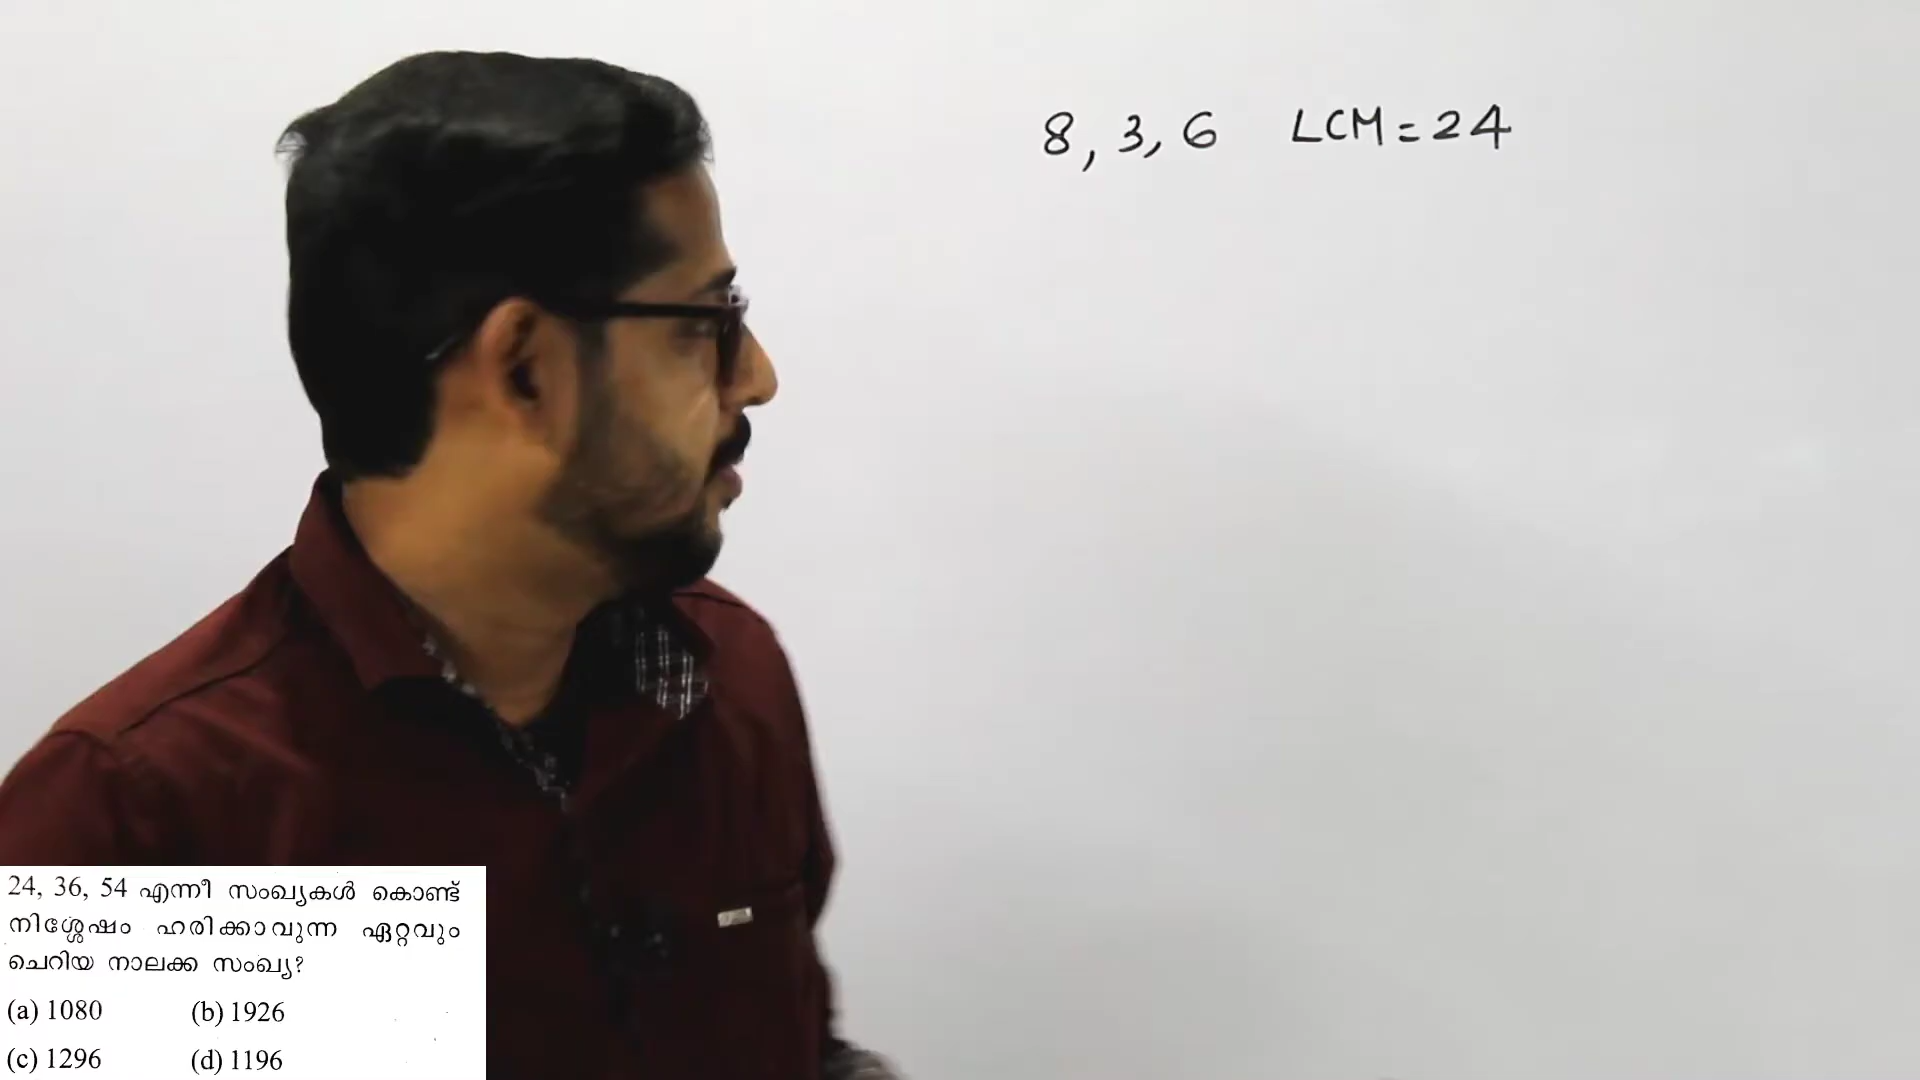 8, 3, 6 LCM = 24
24, 36, 54 എന്നീ സംഖ്യകൾ കൊണ്ട്
നിശ്ശേഷം ഹരിക്കാവുന്ന ഏറ്റവും
ചെറിയ നാലക്ക സംഖ്യ?
(a) 1080 (b) 1926
(c) 1296 (d) 1196